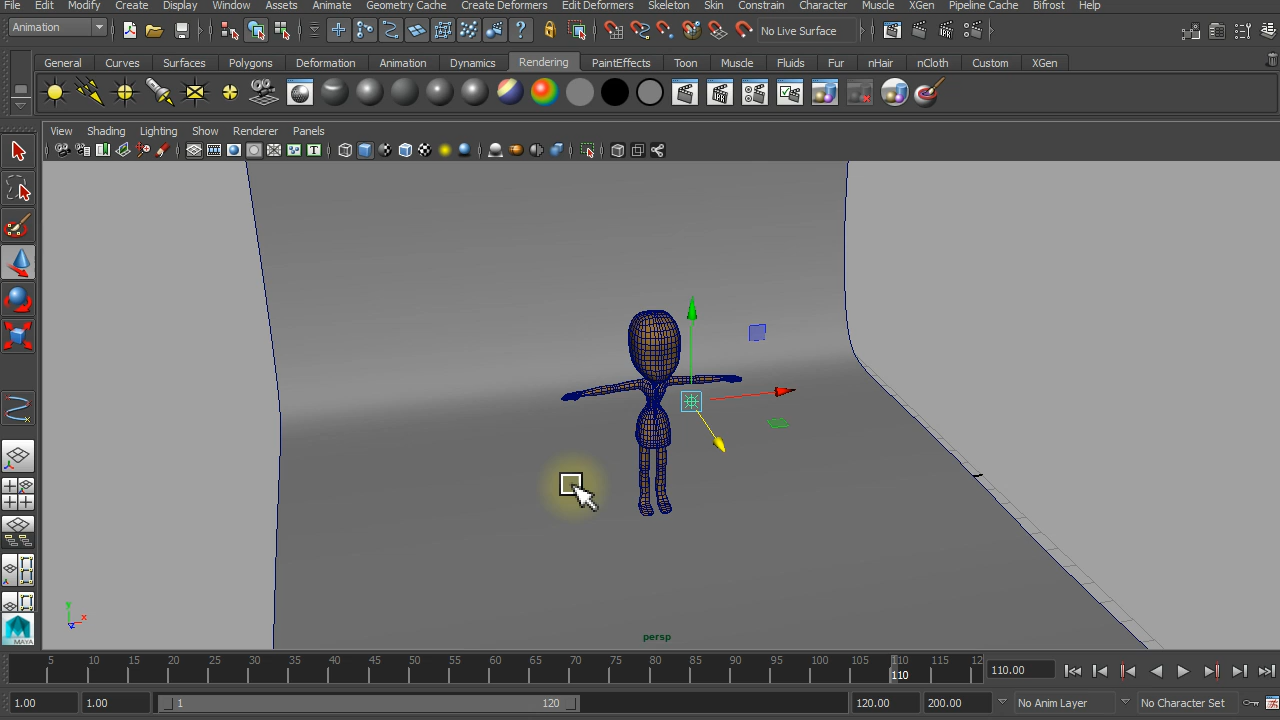 File Edit Modify Create Display Window Assets Animate Geometry Cache Create Deformers Edit Deformers Skeleton Skin Constrain Character Muscle XGen Pipeline Cache Bifrost Help
Animation No Live Surface
General Curves Surfaces Polygons Deformation Animation Dynamics Rendering PaintEffects Toon Muscle Fluids Fur nHair nCloth Custom XGen
View Shading Lighting Show Renderer Panels
persp
y x
MAYA
5 10 15 20 25 30 35 40 45 50 55 60 65 70 75 80 85 90 95 100 105 110 115 12
110 110.00
1.00 1.00 1 120 120.00 200.00 No Anim Layer No Character Set